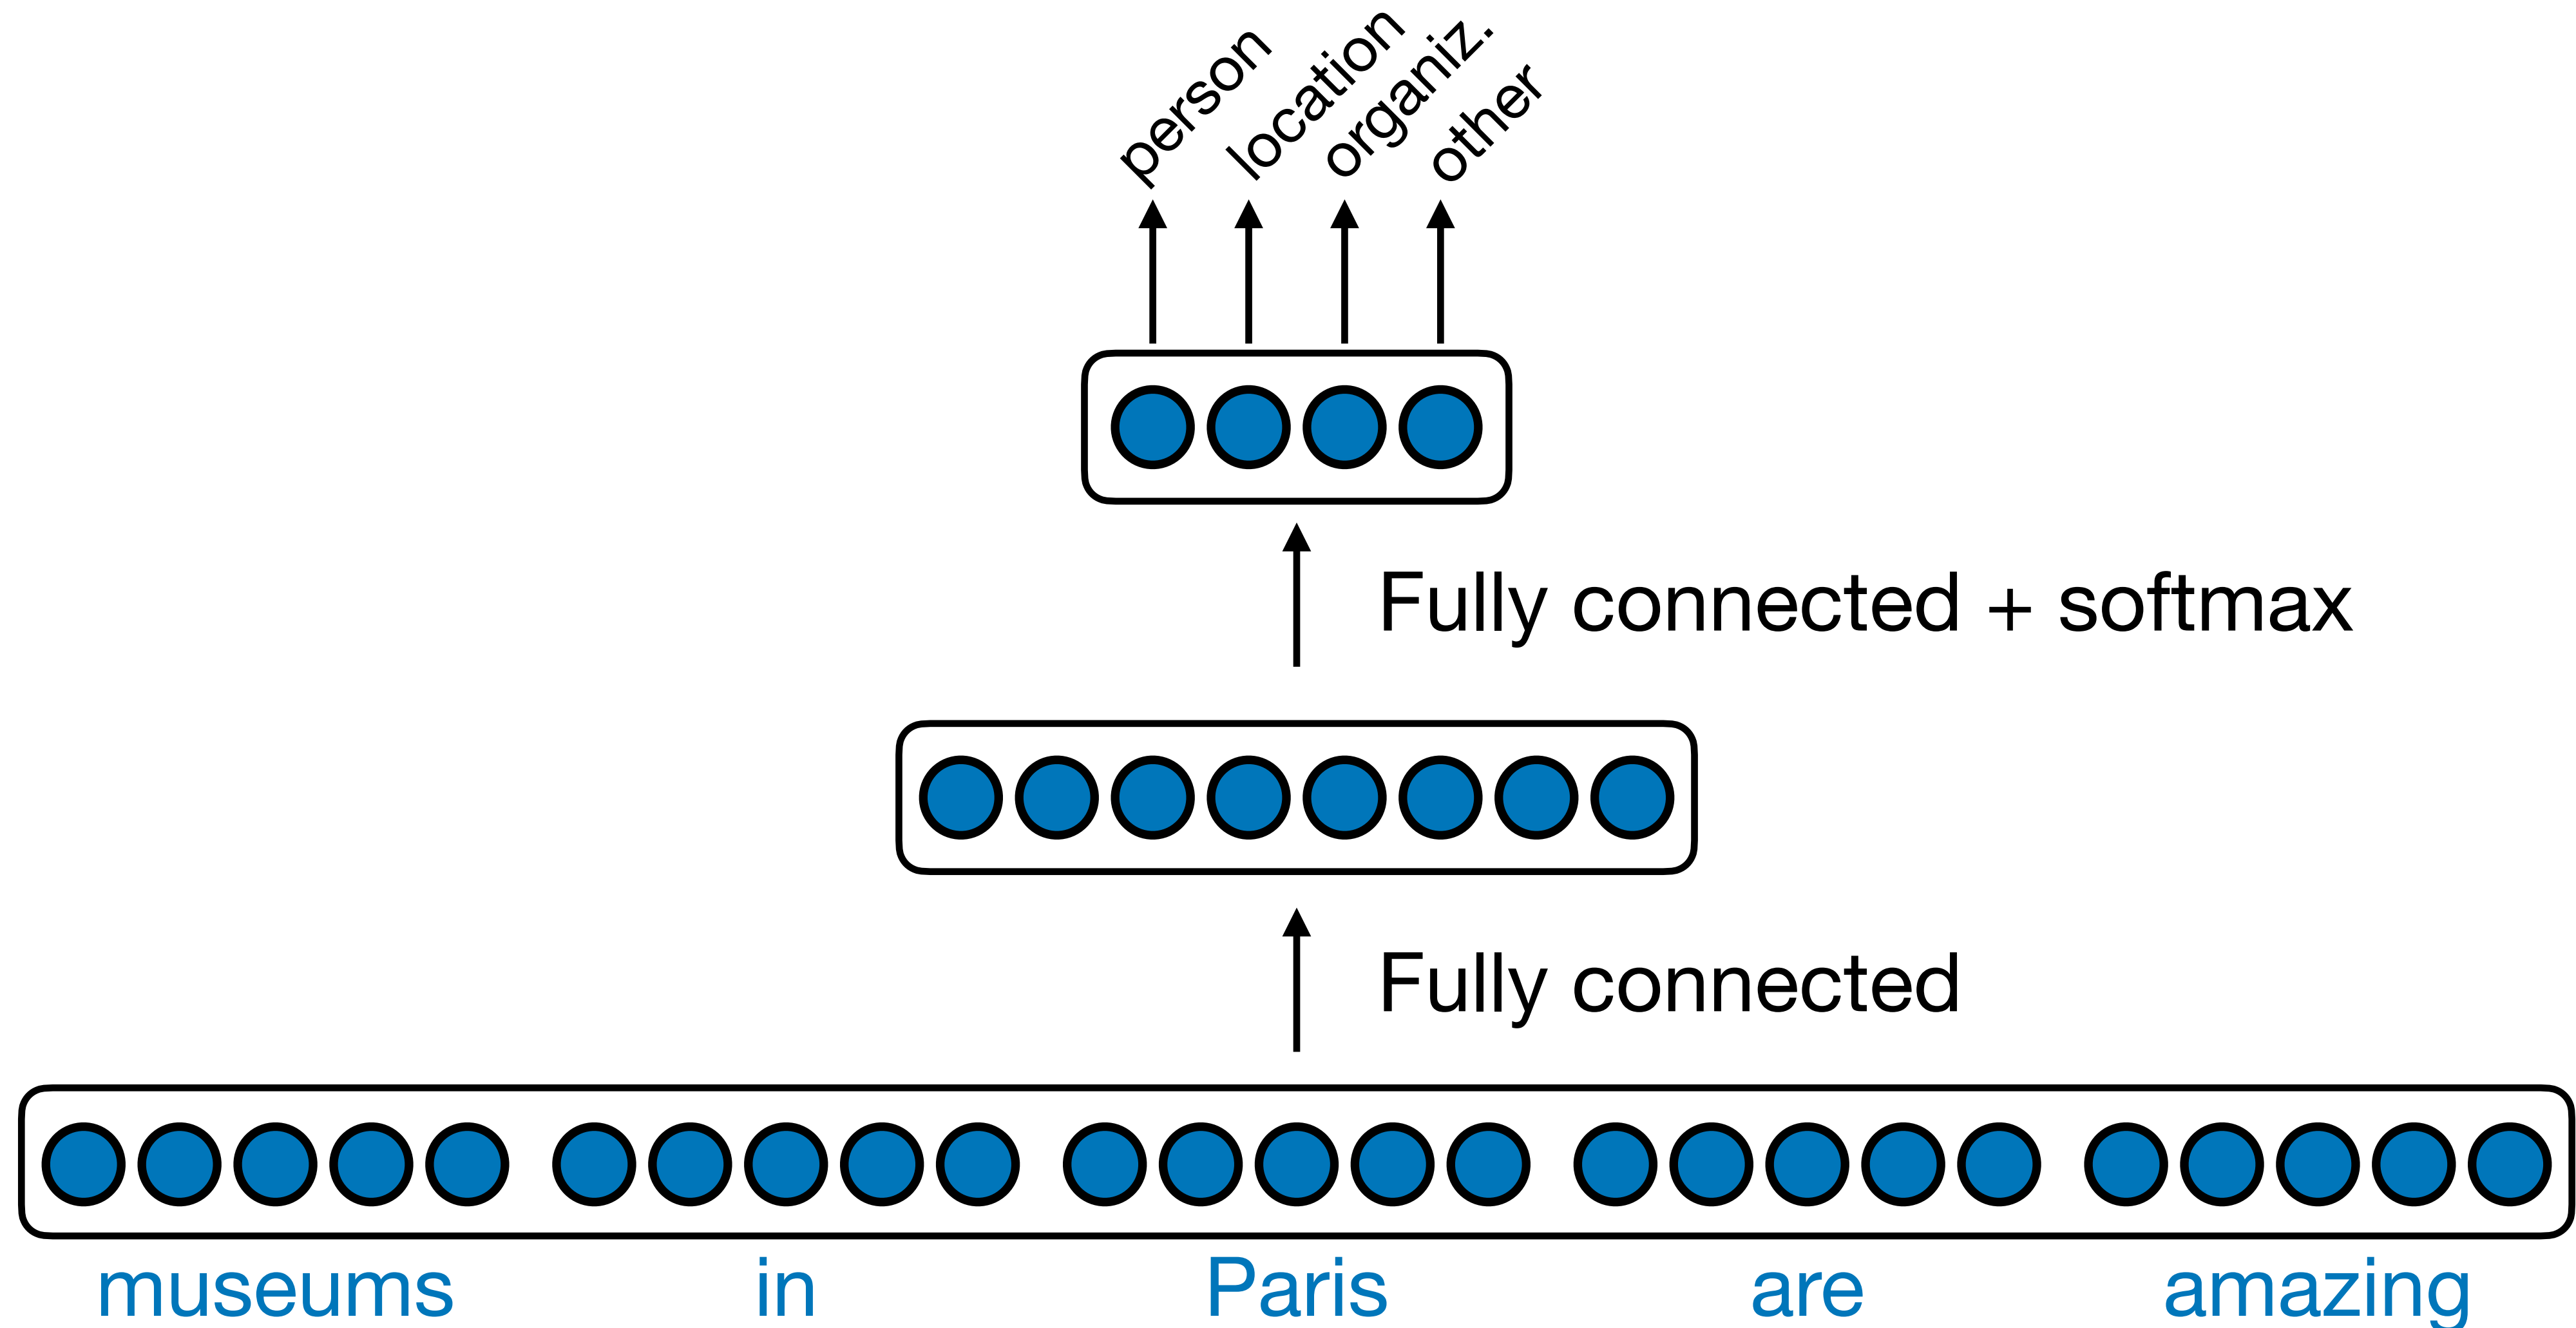 person location organiz. other
Fully connected + softmax
Fully connected
museums in Paris are amazing